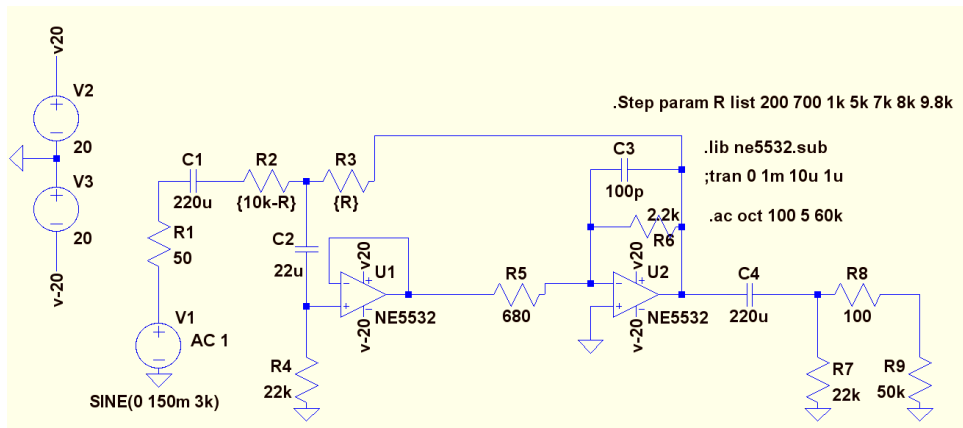 v20
V2
20
V3
20
v-20
C1
220u
R2
{10k-R}
R3
{R}
R1
50
V1
AC 1
SINE(0 150m 3k)
C2
22u
R4
22k
v20
U1
NE5532
v-20
R5
680
C3
100p
2.2k
R6
v20
U2
NE5532
v-20
C4
220u
R8
100
R7
22k
R9
50k
.Step param R list 200 700 1k 5k 7k 8k 9.8k
.lib ne5532.sub
;tran 0 1m 10u 1u
.ac oct 100 5 60k